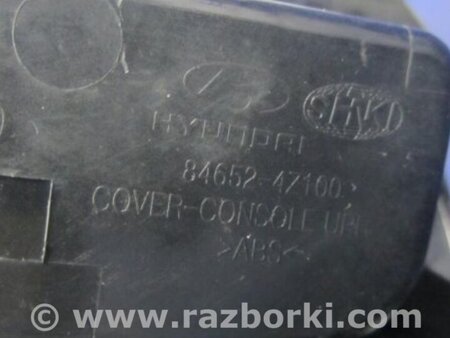 HYUNDAI
84652-4Z100
COVER-CONSOLE UPR
>ABS<
© www.razborki.com